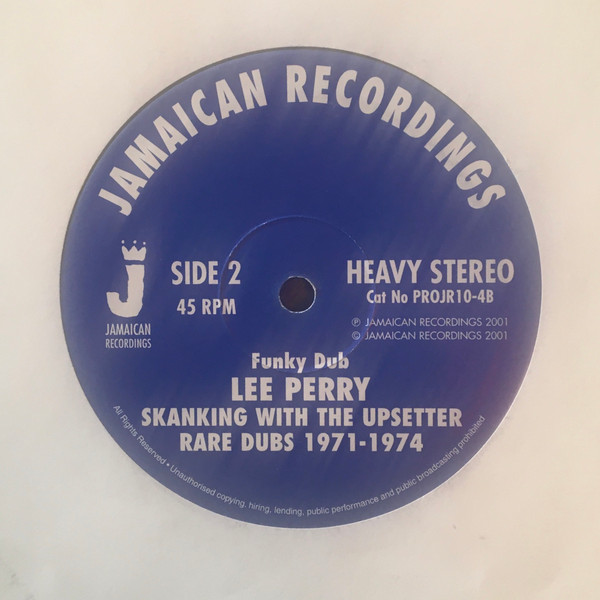 JAMAICAN RECORDINGS
J
JAMAICAN
RECORDINGS
SIDE 2
45 RPM
HEAVY STEREO
Cat No PROJR10-4B
℗ JAMAICAN RECORDINGS 2001
© JAMAICAN RECORDINGS 2001
Funky Dub
LEE PERRY
SKANKING WITH THE UPSETTER
RARE DUBS 1971-1974
All Rights Reserved • Unauthorised copying, hiring, lending, public performance and public broadcasting prohibited